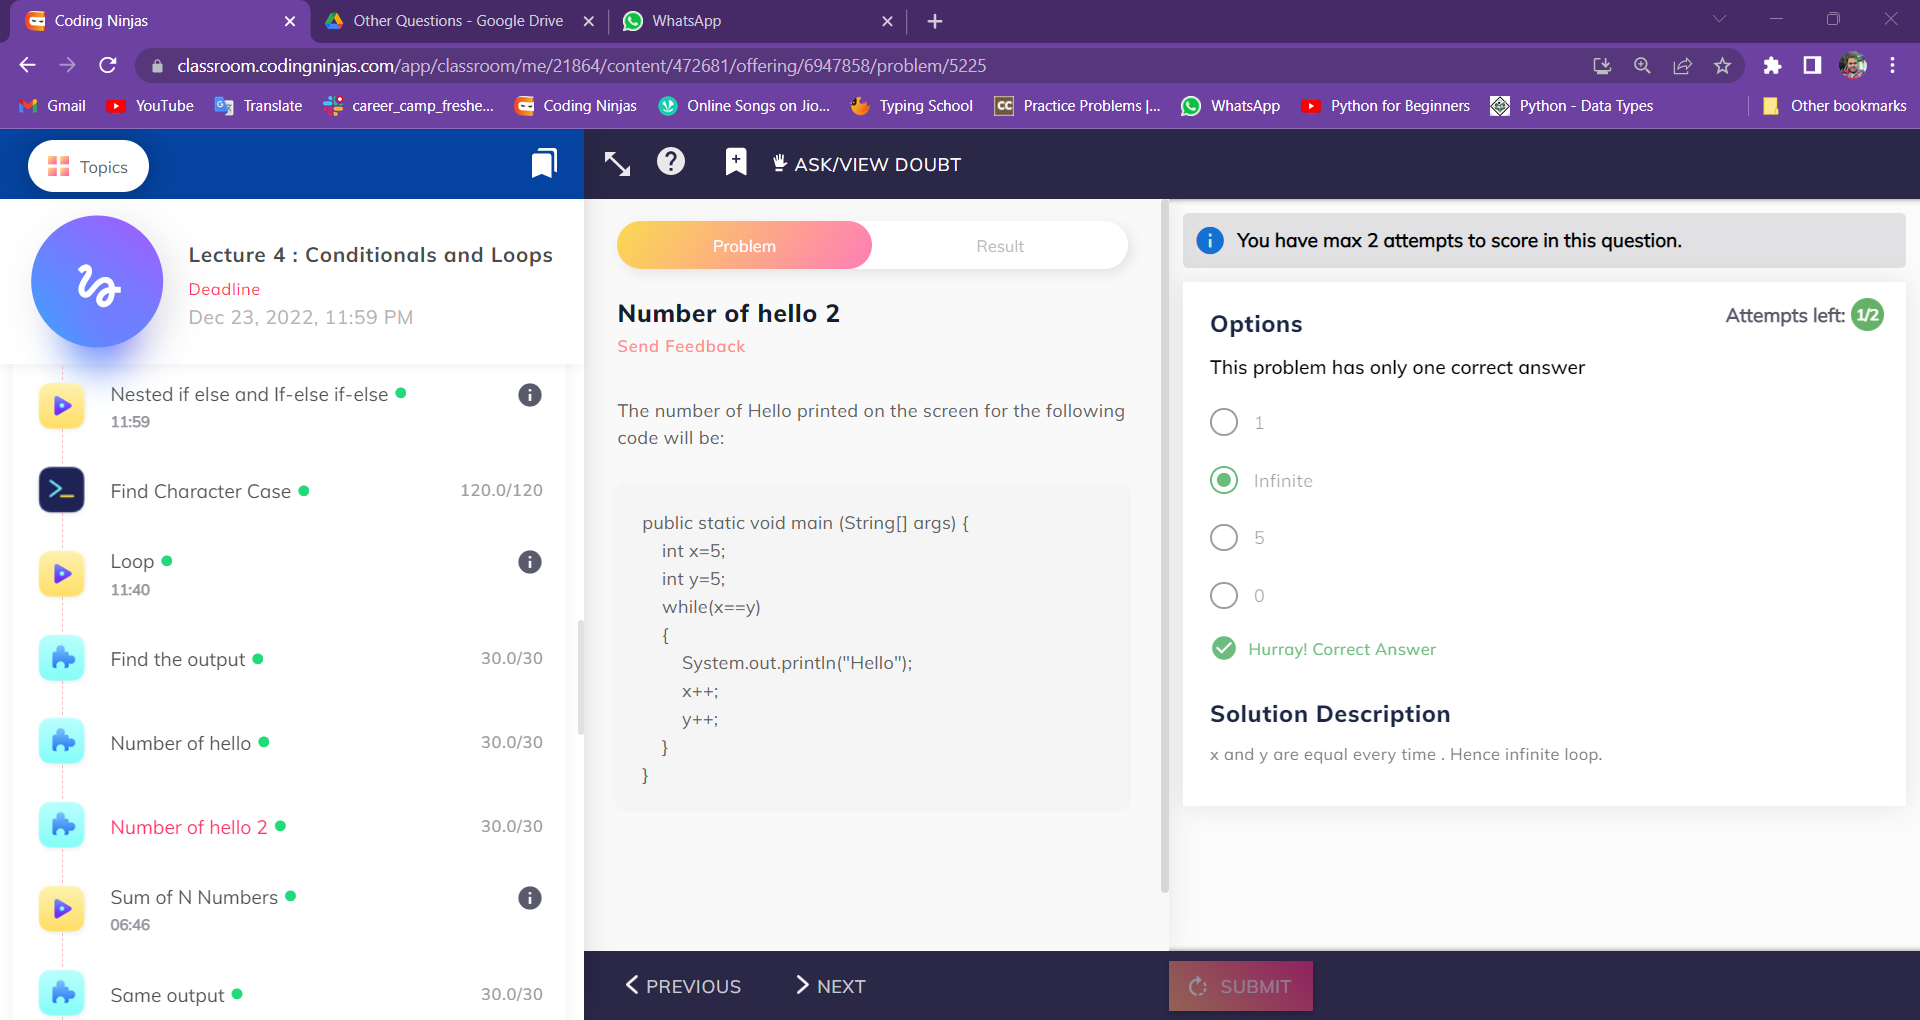 Coding Ninjas
Other Questions - Google Drive
WhatsApp
classroom.codingninjas.com/app/classroom/me/21864/content/472681/offering/6947858/problem/5225
Gmail
YouTube
Translate
career_camp_freshe...
Coding Ninjas
Online Songs on Jio...
Typing School
CC
Practice Problems |...
WhatsApp
Python for Beginners
Python - Data Types
Other bookmarks
Topics
ASK/VIEW DOUBT
Lecture 4 : Conditionals and Loops
Deadline
Dec 23, 2022, 11:59 PM
Nested if else and If-else if-else
11:59
Find Character Case
120.0/120
Loop
11:40
Find the output
30.0/30
Number of hello
30.0/30
Number of hello 2
30.0/30
Sum of N Numbers
06:46
Same output
30.0/30
Problem
Result
Number of hello 2
Send Feedback
The number of Hello printed on the screen for the following
code will be:
public static void main (String[] args) {
int x=5;
int y=5;
while(x==y)
{
System.out.println("Hello");
x++;
y++;
}
}
PREVIOUS
NEXT
You have max 2 attempts to score in this question.
Options
Attempts left: 1/2
This problem has only one correct answer
1
Infinite
5
0
Hurray! Correct Answer
Solution Description
x and y are equal every time . Hence infinite loop.
SUBMIT